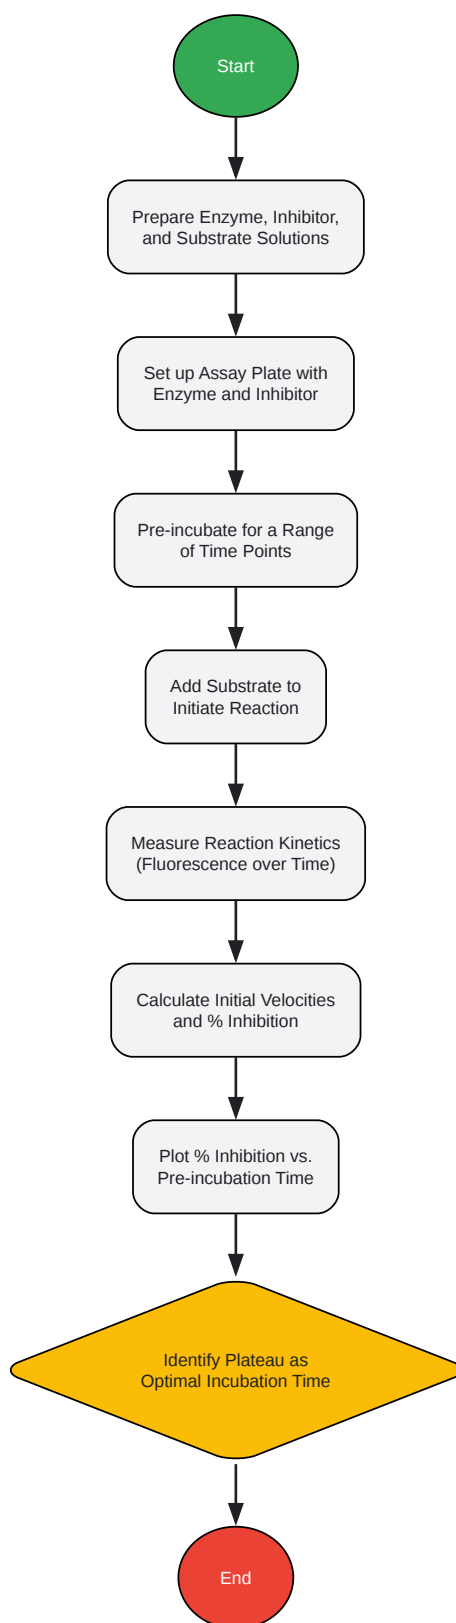 Start
Prepare Enzyme, Inhibitor,
and Substrate Solutions
Set up Assay Plate with
Enzyme and Inhibitor
Pre-incubate for a Range
of Time Points
Add Substrate to
Initiate Reaction
Measure Reaction Kinetics
(Fluorescence over Time)
Calculate Initial Velocities
and % Inhibition
Plot % Inhibition vs.
Pre-incubation Time
Identify Plateau as
Optimal Incubation Time
End